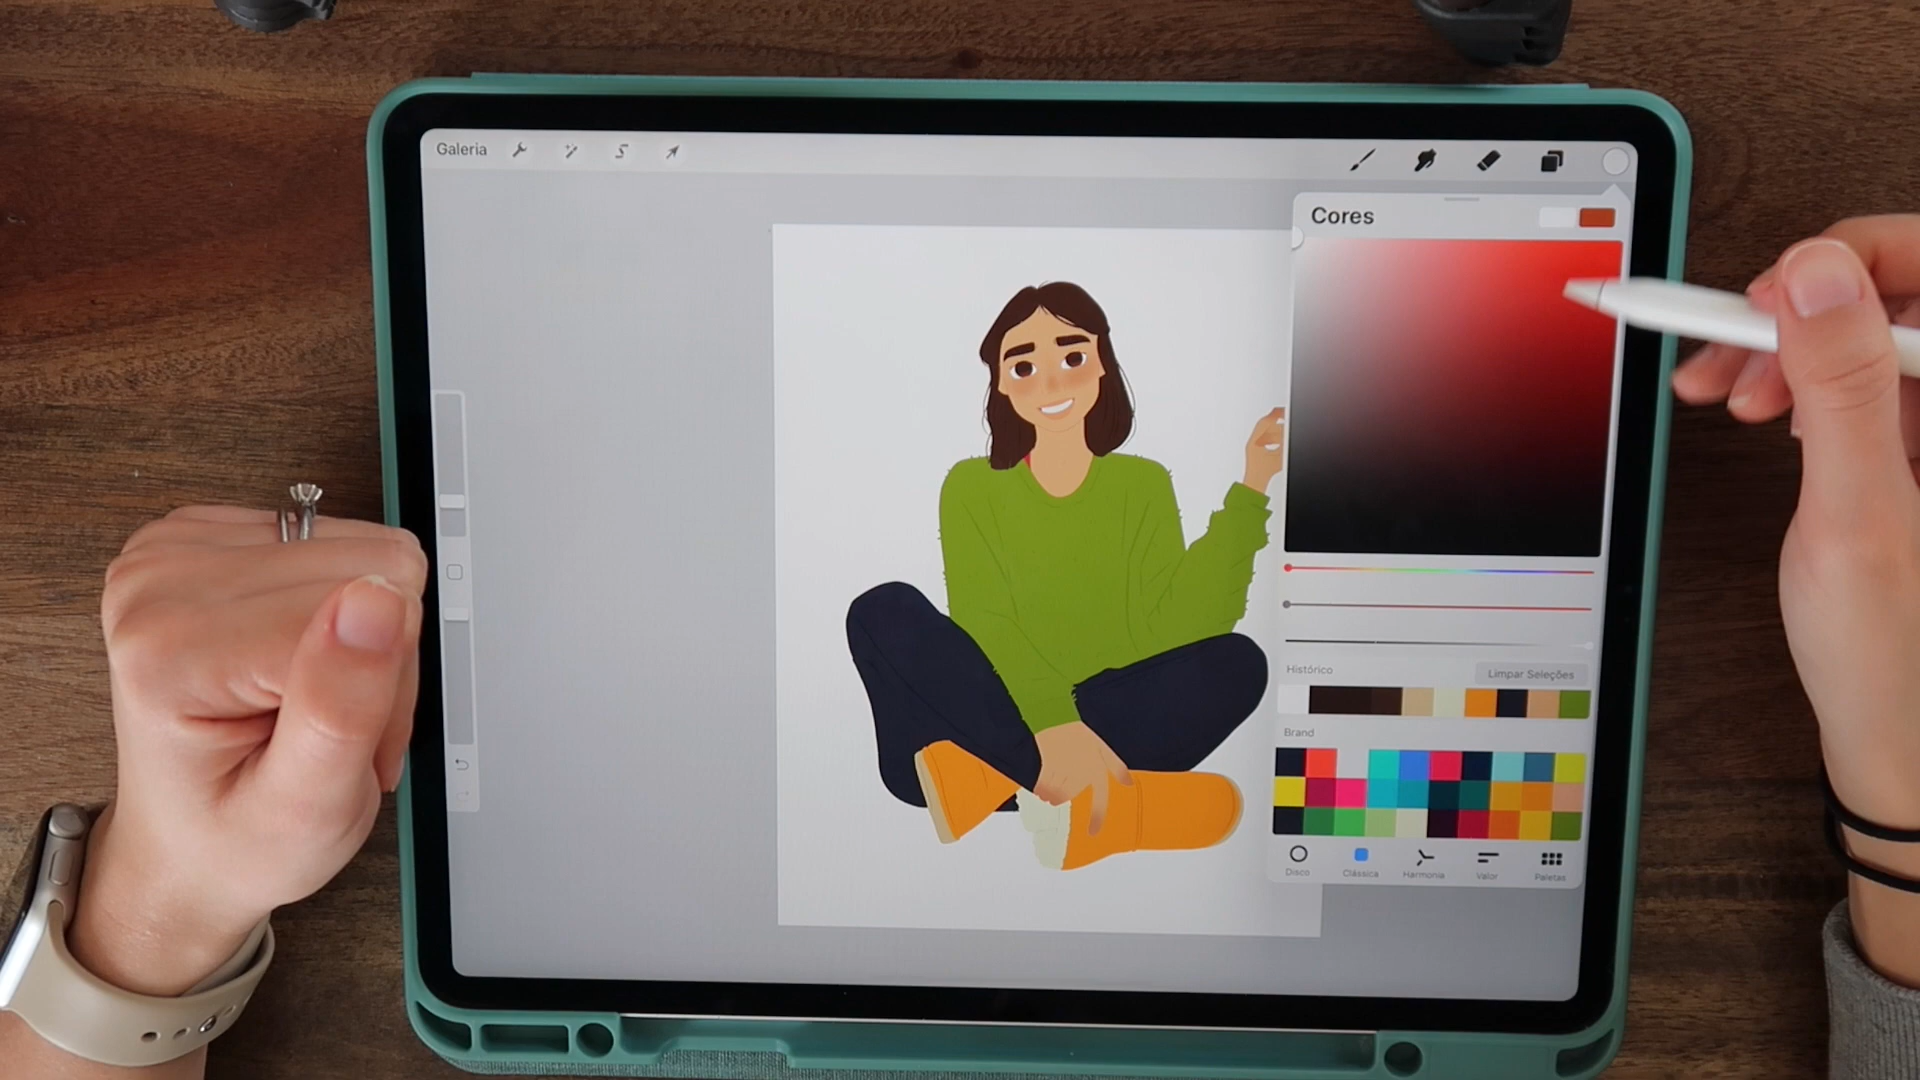 Galeria
Cores
Histórico
Limpar Seleções
Brand
Disco
Clássica
Harmonia
Valor
Paletas